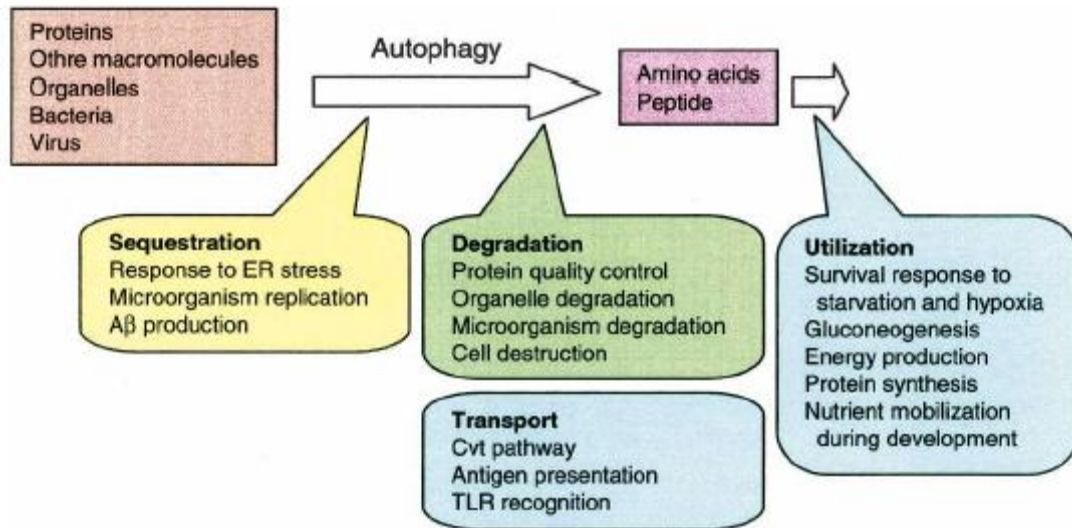 Proteins
Othre macromolecules
Organelles
Bacteria
Virus
Autophagy
Amino acids
Peptide
Sequestration
Response to ER stress
Microorganism replication
Aβ production
Degradation
Protein quality control
Organelle degradation
Microorganism degradation
Cell destruction
Transport
Cvt pathway
Antigen presentation
TLR recognition
Utilization
Survival response to
starvation and hypoxia
Gluconeogenesis
Energy production
Protein synthesis
Nutrient mobilization
during development